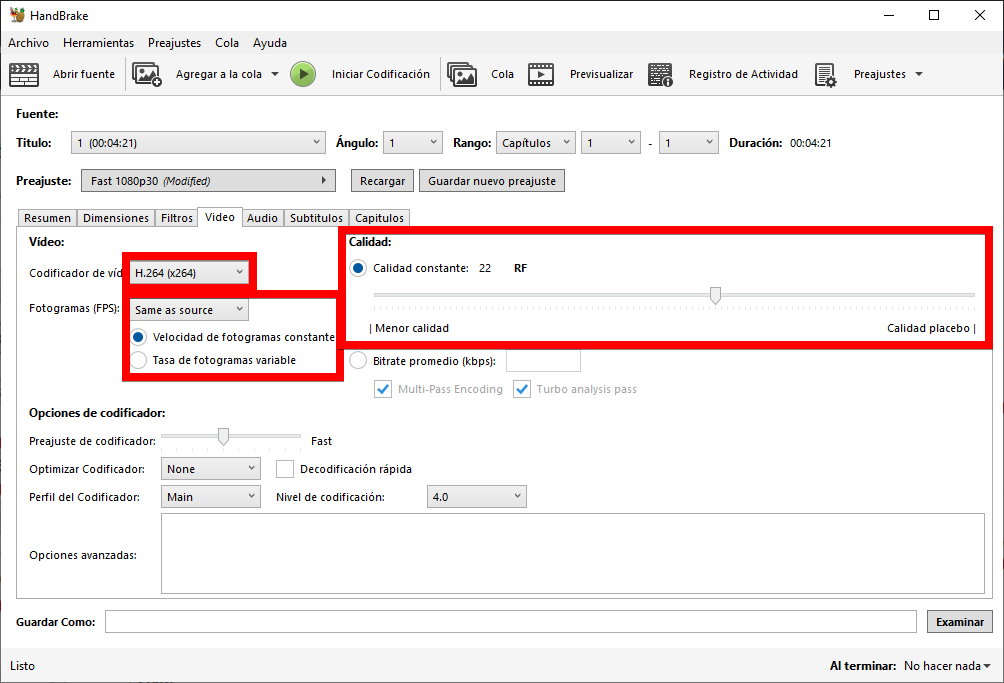 HandBrake
Archivo Herramientas Preajustes Cola Ayuda
Abrir fuente Agregar a la cola Iniciar Codificación Cola Previsualizar Registro de Actividad Preajustes
Fuente:
Título: 1 (00:04:21) Ángulo: 1 Rango: Capítulos 1 - 1 Duración: 00:04:21
Preajuste: Fast 1080p30 (Modified) Recargar Guardar nuevo preajuste
Resumen Dimensiones Filtros Video Audio Subtitulos Capitulos
Vídeo: Calidad:
Codificador de víd H.264 (x264) Calidad constante: 22 RF
Fotogramas (FPS): Same as source
Velocidad de fotogramas constante | Menor calidad Calidad placebo |
Tasa de fotogramas variable Bitrate promedio (kbps):
Multi-Pass Encoding Turbo analysis pass
Opciones de codificador:
Preajuste de codificador: Fast
Optimizar Codificador: None Decodificación rápida
Perfil del Codificador: Main Nivel de codificación: 4.0
Opciones avanzadas:
Guardar Como: Examinar
Listo Al terminar: No hacer nada